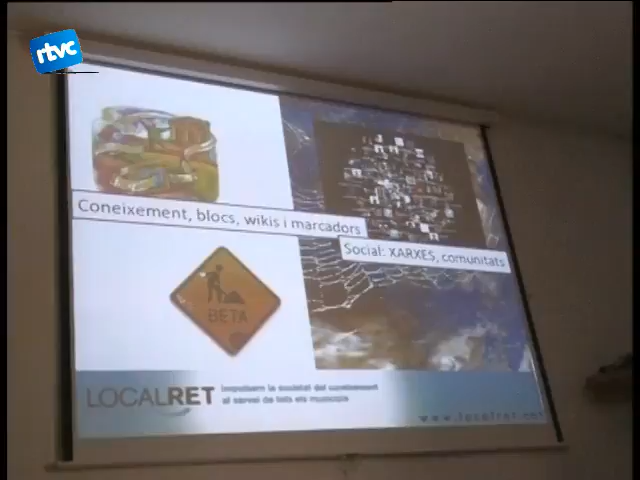 rtvc
Coneixement, blocs, wikis i marcadors
Social: XARXES, comunitats
BETA
LOCALRET
Impulsem la societat del coneixement
al servei de tots els municipis
www.localret.net